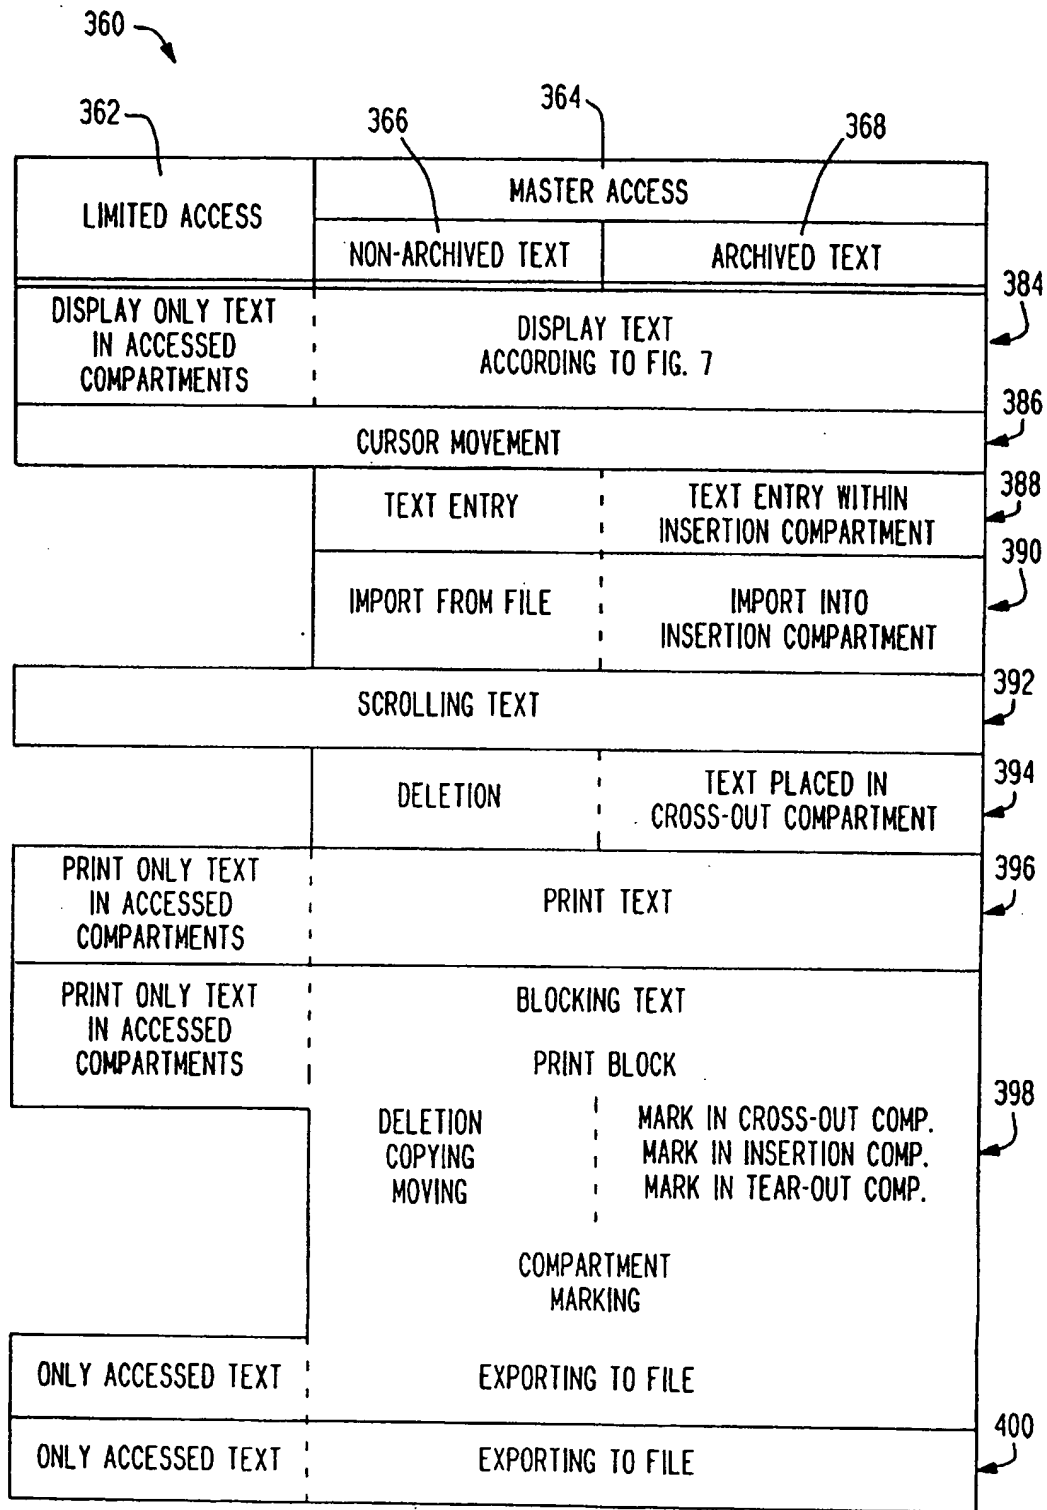 360
362
364
366
368
LIMITED ACCESS
MASTER ACCESS
NON-ARCHIVED TEXT
ARCHIVED TEXT
384
DISPLAY ONLY TEXT
IN ACCESSED
COMPARTMENTS
DISPLAY TEXT
ACCORDING TO FIG. 7
386
CURSOR MOVEMENT
388
TEXT ENTRY
TEXT ENTRY WITHIN
INSERTION COMPARTMENT
390
IMPORT FROM FILE
IMPORT INTO
INSERTION COMPARTMENT
392
SCROLLING TEXT
394
DELETION
TEXT PLACED IN
CROSS-OUT COMPARTMENT
396
PRINT ONLY TEXT
IN ACCESSED
COMPARTMENTS
PRINT TEXT
PRINT ONLY TEXT
IN ACCESSED
COMPARTMENTS
BLOCKING TEXT
PRINT BLOCK
398
DELETION
COPYING
MOVING
MARK IN CROSS-OUT COMP.
MARK IN INSERTION COMP.
MARK IN TEAR-OUT COMP.
COMPARTMENT
MARKING
ONLY ACCESSED TEXT
EXPORTING TO FILE
400
ONLY ACCESSED TEXT
EXPORTING TO FILE